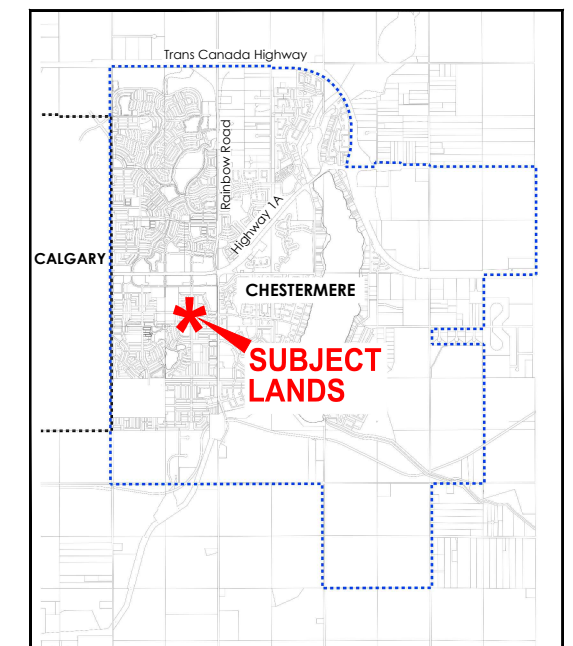 Trans Canada Highway
Rainbow Road
Highway 1A
CALGARY
CHESTERMERE
SUBJECT
LANDS